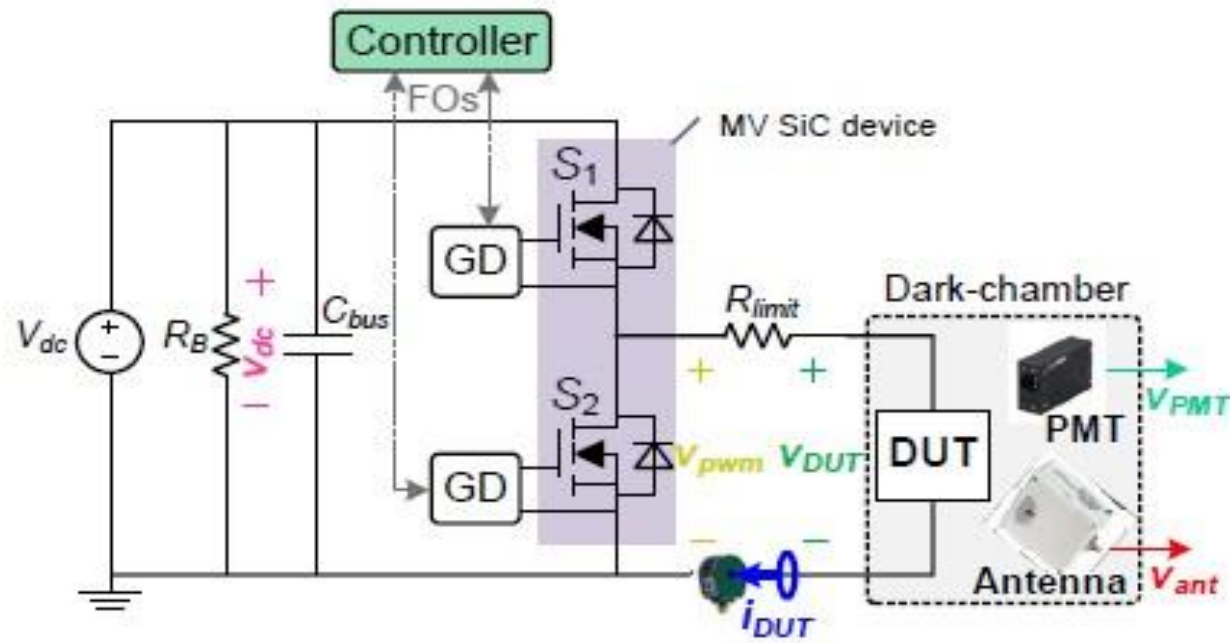 Controller
FOs
MV SiC device
S1
GD
Rlimit
Dark-chamber
Vdc
+
−
RB
+
vdc
−
Cbus
S2
GD
+
vpwm
−
+
vDUT
−
DUT
PMT
vPMT
Antenna
vant
iDUT